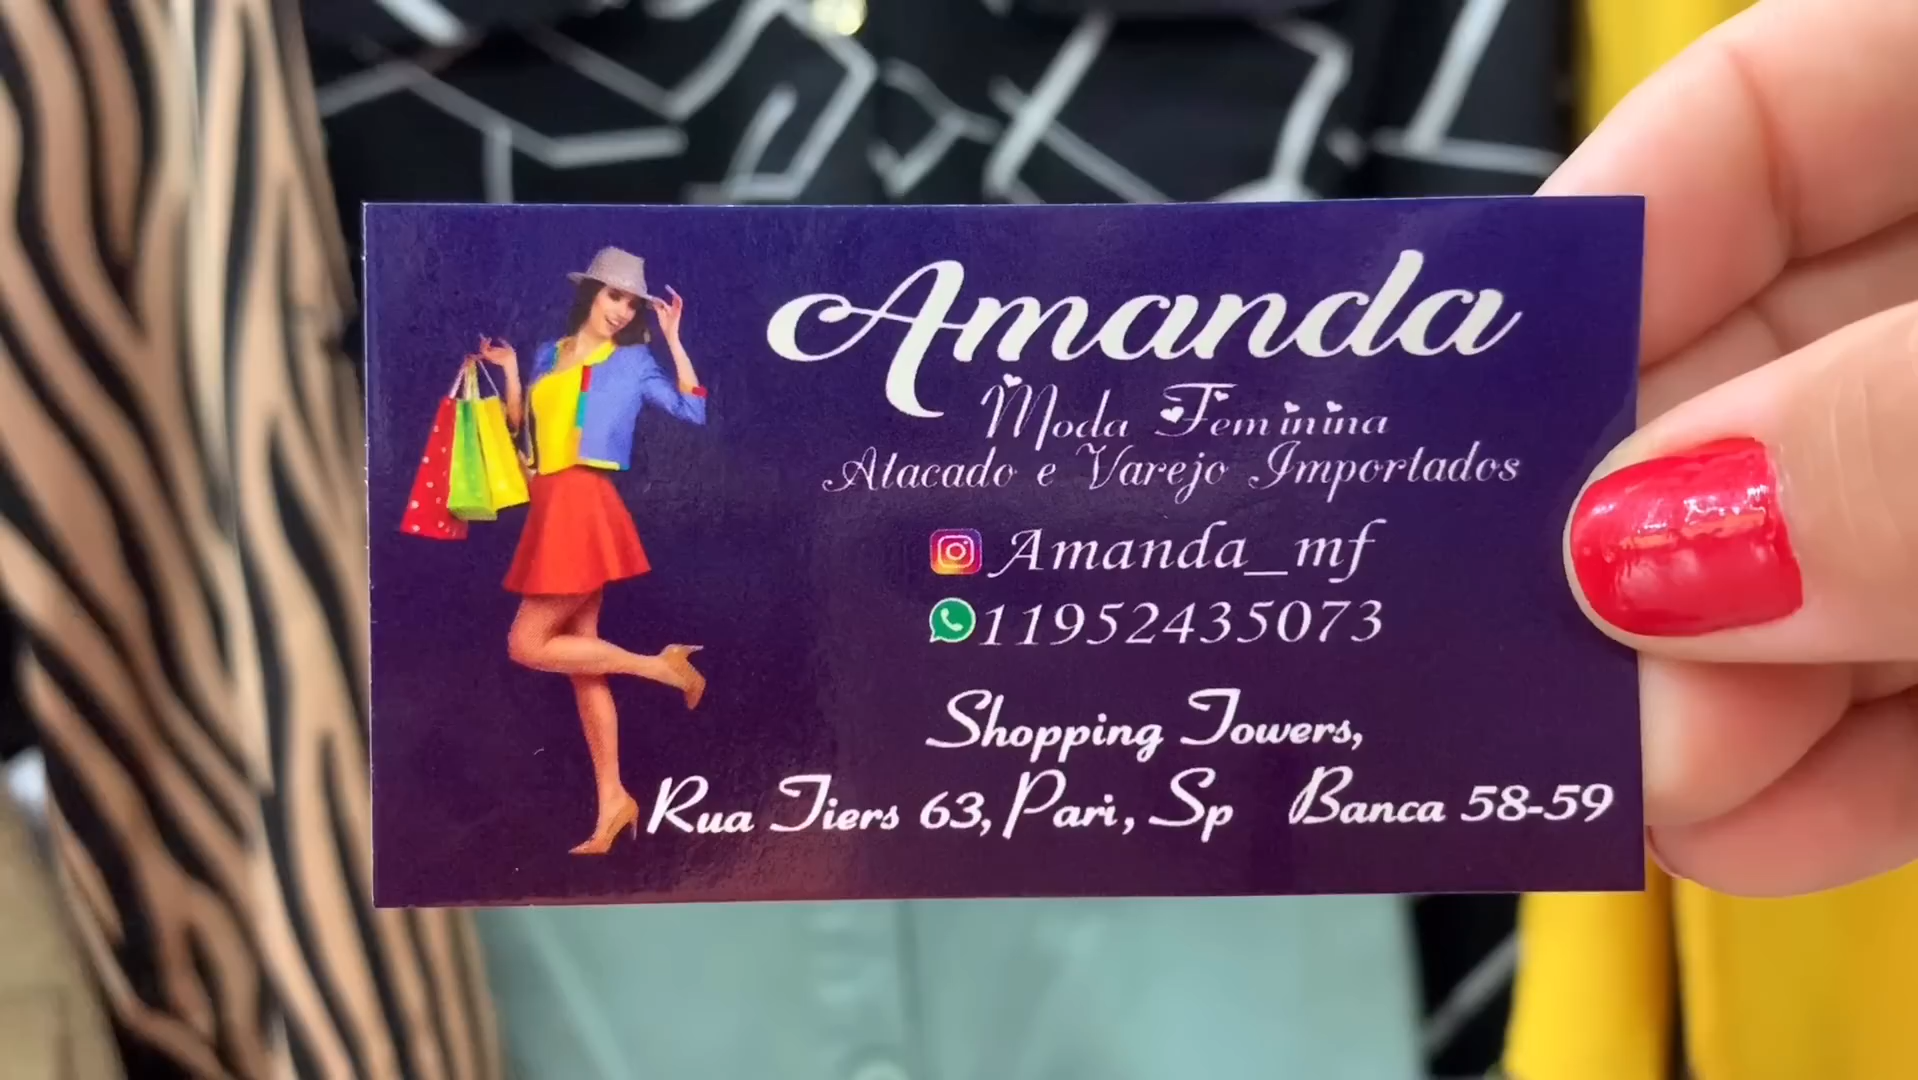 Amanda
Moda Feminina
Atacado e Varejo Importados
Amanda_mf
11952435073
Shopping Towers,
Rua Tiers 63, Pari, Sp Banca 58-59